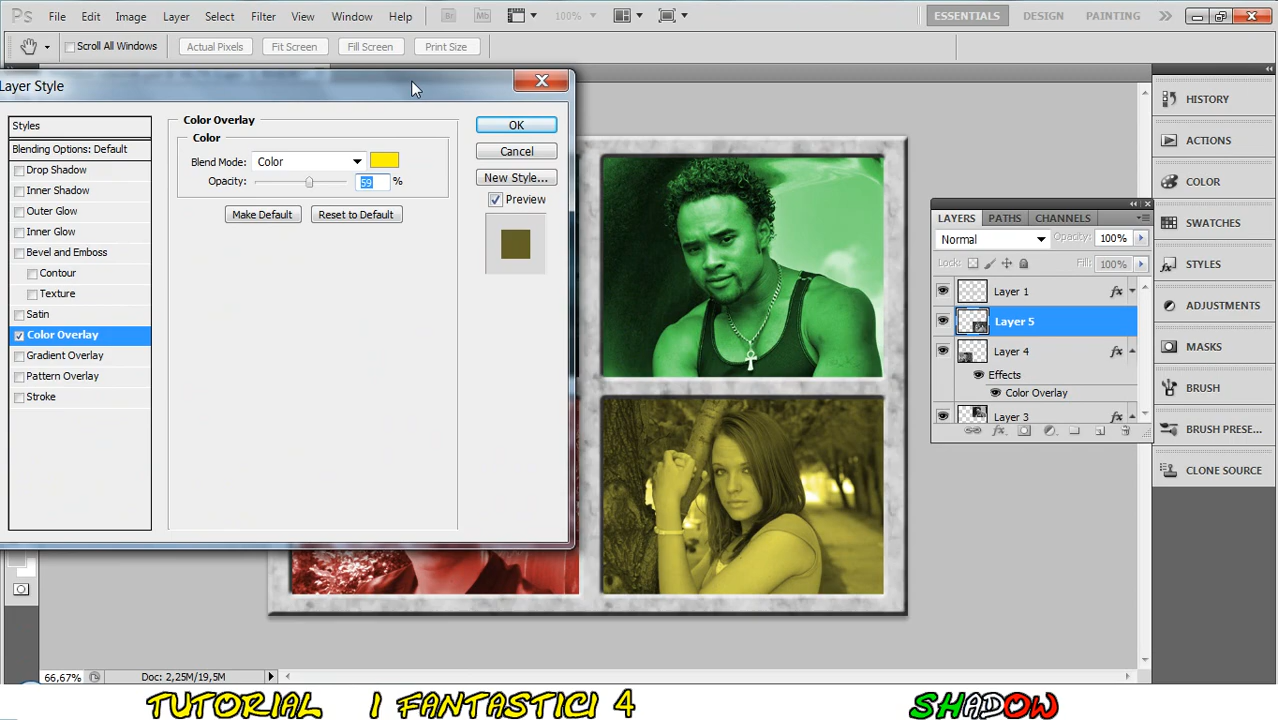 Ps File Edit Image Layer Select Filter View Window Help Br Mb 100% ESSENTIALS DESIGN PAINTING
Scroll All Windows Actual Pixels Fit Screen Fill Screen Print Size
Layer Style
Styles
Blending Options: Default
Drop Shadow
Inner Shadow
Outer Glow
Inner Glow
Bevel and Emboss
Contour
Texture
Satin
Color Overlay
Gradient Overlay
Pattern Overlay
Stroke
Color Overlay
Color
Blend Mode: Color
Opacity: 59 %
Make Default Reset to Default
OK
Cancel
New Style...
Preview
LAYERS PATHS CHANNELS
Normal Opacity: 100%
Lock: Fill: 100%
Layer 1 fx
Layer 5
Layer 4
Effects
Color Overlay
Layer 3 fx
fx
HISTORY
ACTIONS
COLOR
SWATCHES
STYLES
ADJUSTMENTS
MASKS
BRUSH
BRUSH PRESE...
CLONE SOURCE
66,67% Doc: 2,25M/19,5M
TUTORIAL I FANTASTICI 4 SHADOW